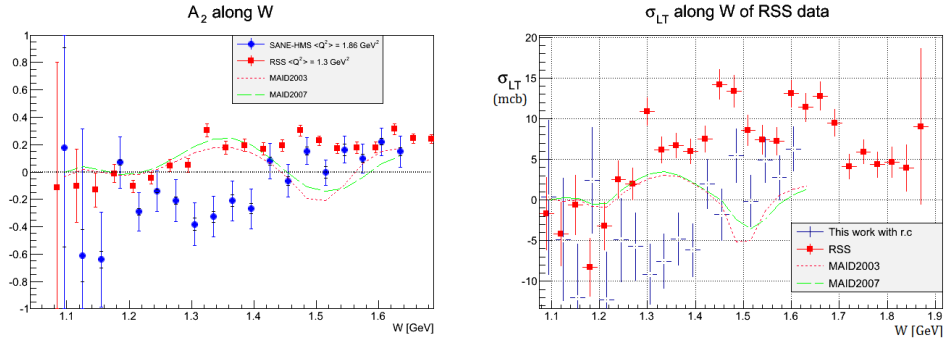 A₂ along W
SANE-HMS <Q²> = 1.86 GeV²
RSS <Q²> = 1.3 GeV²
MAID2003
MAID2007
1
0.8
0.6
0.4
0.2
0
-0.2
-0.4
-0.6
-0.8
-1
1.1 1.2 1.3 1.4 1.5 1.6
W [GeV]
σLT along W of RSS data
σLT
(mcb)
20
15
10
5
0
-5
-10
This work with r.c
RSS
MAID2003
MAID2007
1.1 1.2 1.3 1.4 1.5 1.6 1.7 1.8 1.9
W [GeV]